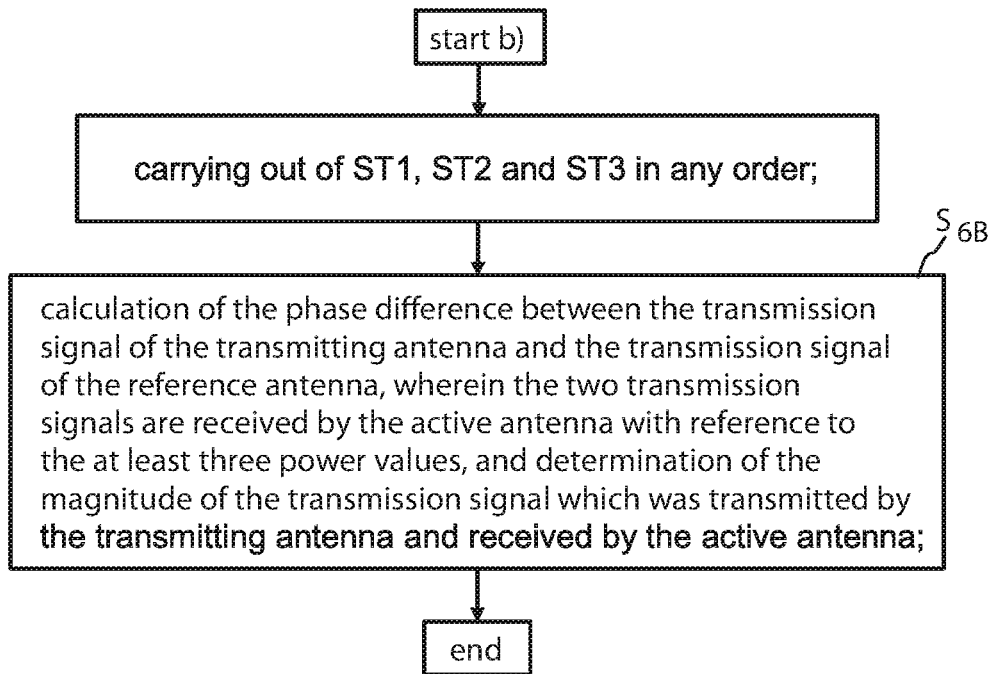 start b)
carrying out of ST1, ST2 and ST3 in any order;
S 6B
calculation of the phase difference between the transmission
signal of the transmitting antenna and the transmission signal
of the reference antenna, wherein the two transmission
signals are received by the active antenna with reference to
the at least three power values, and determination of the
magnitude of the transmission signal which was transmitted by
the transmitting antenna and received by the active antenna;
end